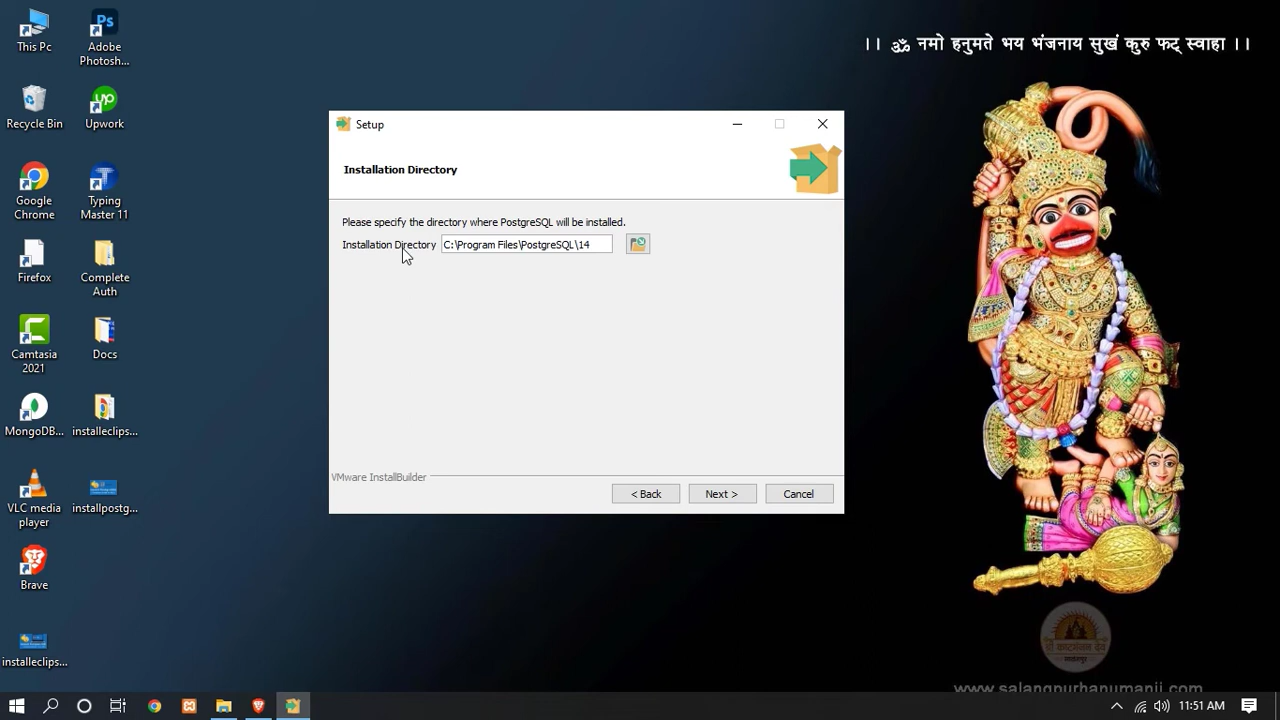 This Pc
Adobe
Photosh...
Recycle Bin
Upwork
Google
Chrome
Typing
Master 11
Firefox
Complete
Auth
Camtasia
2021
Docs
MongoDB...
installeclips...
VLC media
player
installpostg...
Brave
installeclips...
।। ॐ नमो हनुमते भय भंजनाय सुखं कुरु फट् स्वाहा ।।
Setup
Installation Directory
Please specify the directory where PostgreSQL will be installed.
Installation Directory C:\Program Files\PostgreSQL\14
VMware InstallBuilder
< Back Next > Cancel
www.salangpurhanumanji.com
11:51 AM